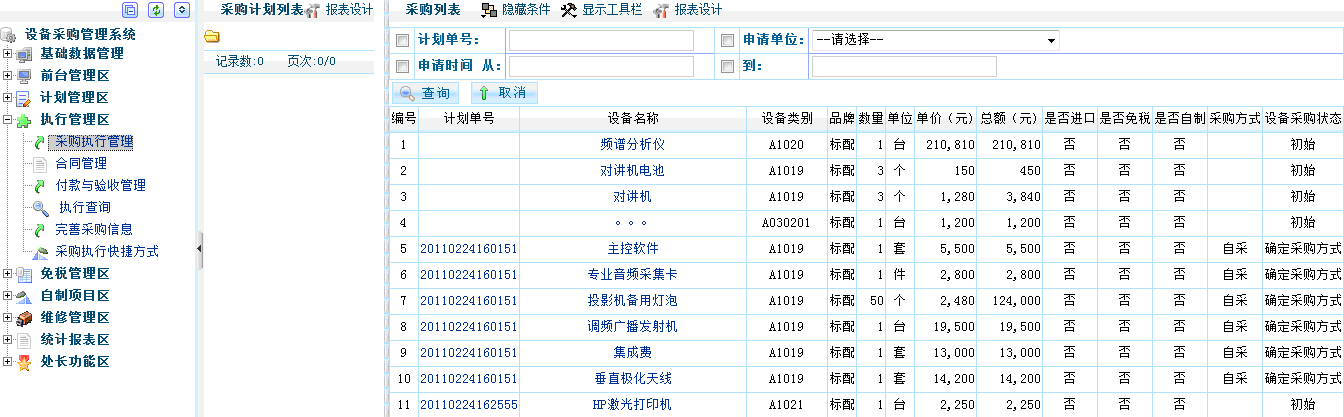 设备采购管理系统
基础数据管理
前台管理区
计划管理区
执行管理区
采购执行管理
合同管理
付款与验收管理
执行查询
完善采购信息
采购执行快捷方式
免税管理区
自制项目区
维修管理区
统计报表区
处长功能区
采购计划列表 报表设计
记录数:0 页次:0/0
采购列表 隐藏条件 显示工具栏 报表设计
计划单号: 申请单位: --请选择--
申请时间 从: 到:
查询 取消
编号 计划单号 设备名称 设备类别 品牌 数量 单位 单价（元） 总额（元） 是否进口 是否免税 是否自制 采购方式 设备采购状态
1 频谱分析仪 A1020 标配 1 台 210,810 210,810 否 否 否 初始
2 对讲机电池 A1019 标配 3 个 150 450 否 否 否 初始
3 对讲机 A1019 标配 3 个 1,280 3,840 否 否 否 初始
4 。。。 A030201 标配 1 台 1,200 1,200 否 否 否 初始
5 20110224160151 主控软件 A1019 标配 1 套 5,500 5,500 否 否 否 自采 确定采购方式
6 20110224160151 专业音频采集卡 A1019 标配 1 件 2,800 2,800 否 否 否 自采 确定采购方式
7 20110224160151 投影机备用灯泡 A1019 标配 50 个 2,480 124,000 否 否 否 自采 确定采购方式
8 20110224160151 调频广播发射机 A1019 标配 1 台 19,500 19,500 否 否 否 自采 确定采购方式
9 20110224160151 集成费 A1019 标配 1 套 13,000 13,000 否 否 否 自采 确定采购方式
10 20110224160151 垂直极化天线 A1019 标配 1 套 14,200 14,200 否 否 否 自采 确定采购方式
11 20110224162555 HP激光打印机 A1021 标配 1 台 2,250 2,250 否 否 否 初始